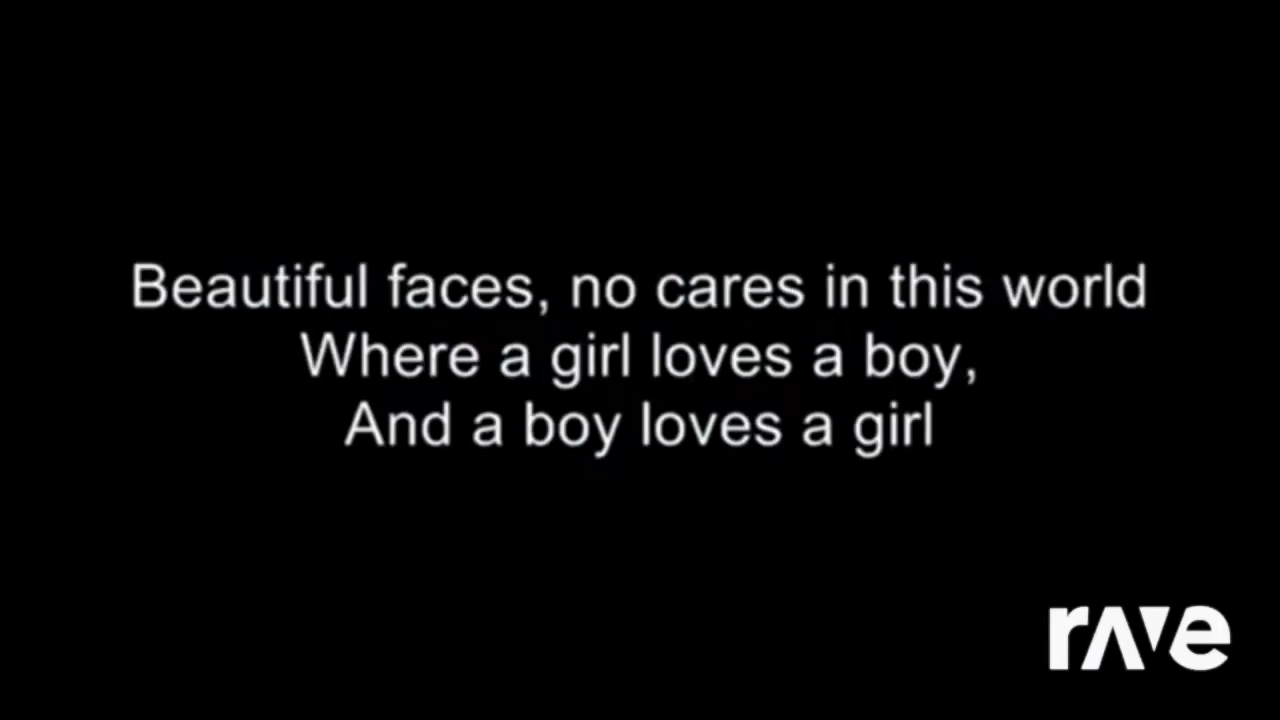 Beautiful faces, no cares in this world
Where a girl loves a boy,
And a boy loves a girl
rave